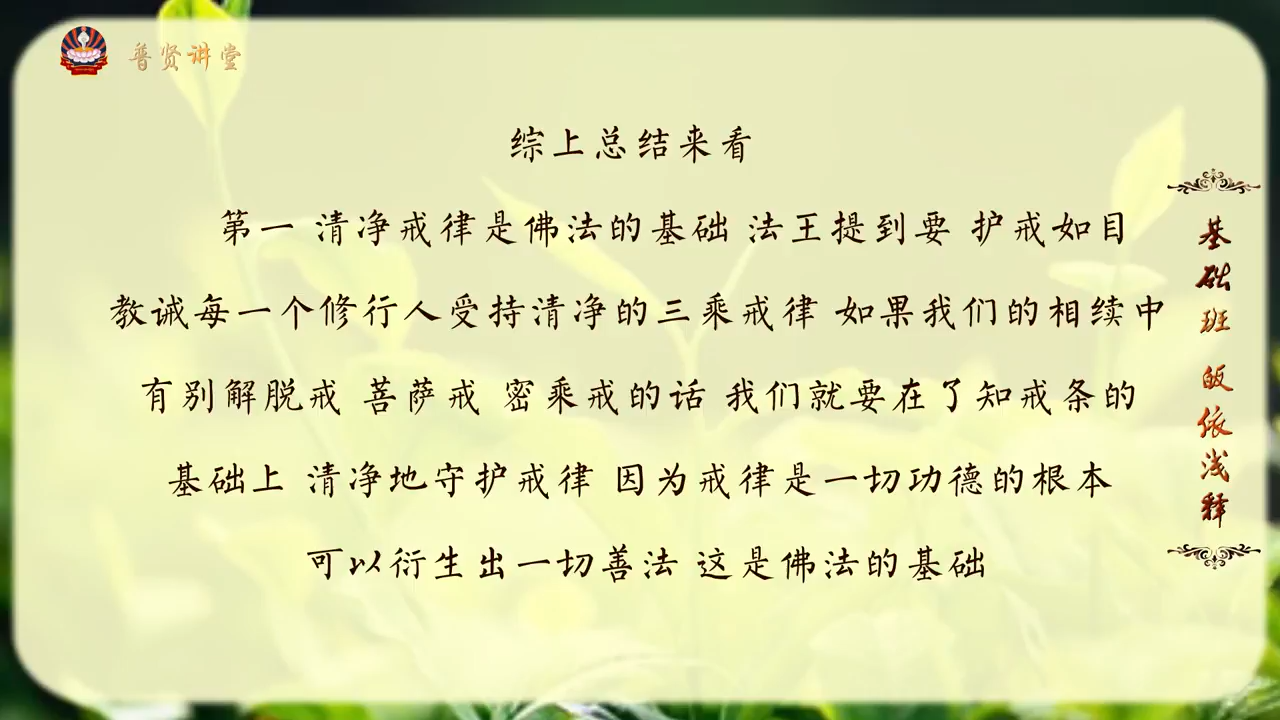 普贤讲堂
综上总结来看
第一 清净戒律是佛法的基础 法王提到要 护戒如目
教诫每一个修行人受持清净的三乘戒律 如果我们的相续中
有别解脱戒 菩萨戒 密乘戒的话 我们就要在了知戒条的
基础上 清净地守护戒律 因为戒律是一切功德的根本
可以衍生出一切善法 这是佛法的基础
基础班 皈依浅释